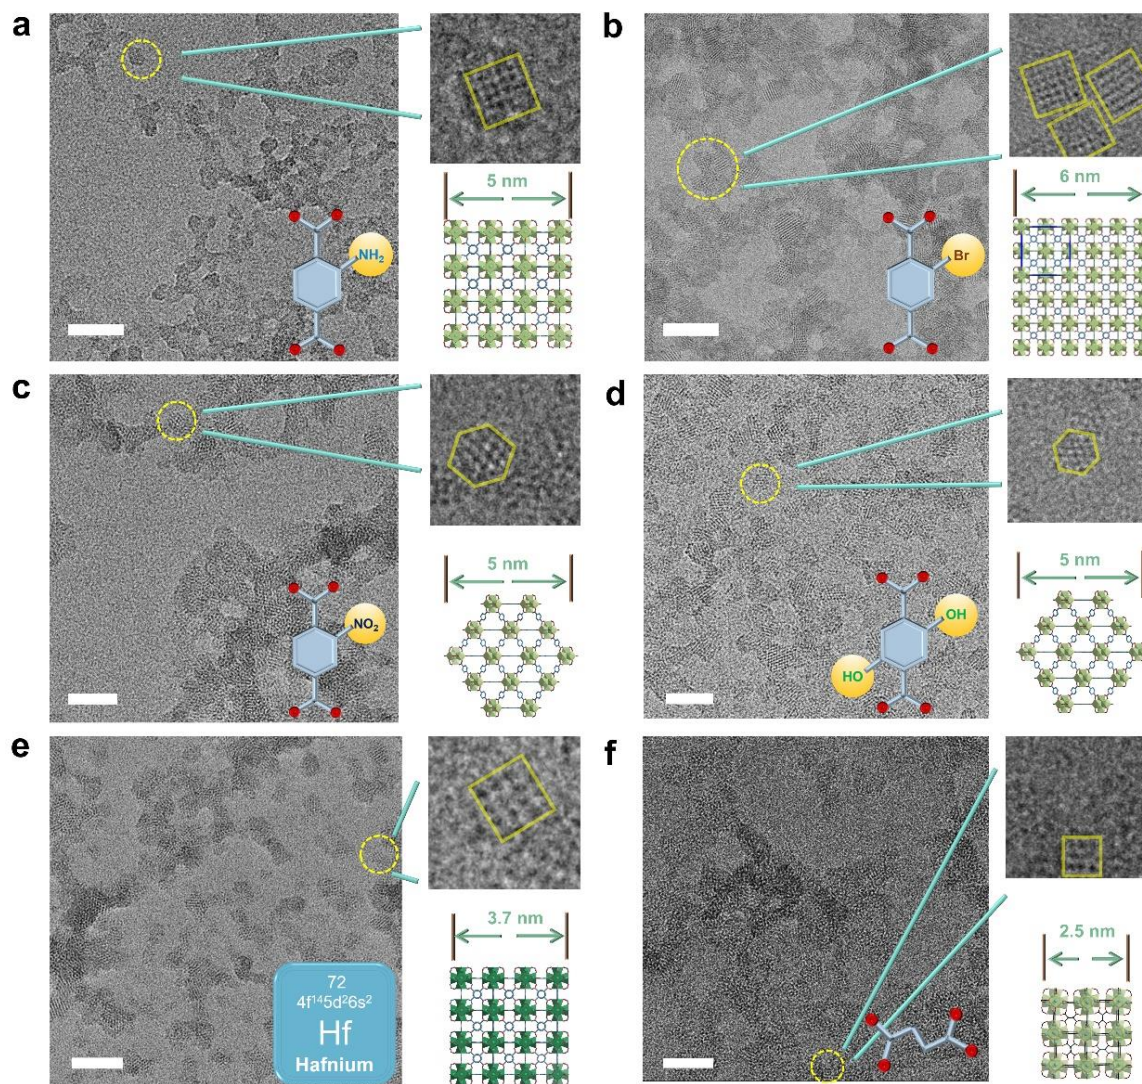 a
5 nm
NH₂
b
6 nm
Br
c
5 nm
NO₂
d
5 nm
OH
HO
e
3.7 nm
72
4f¹⁴5d²6s²
Hf
Hafnium
f
2.5 nm